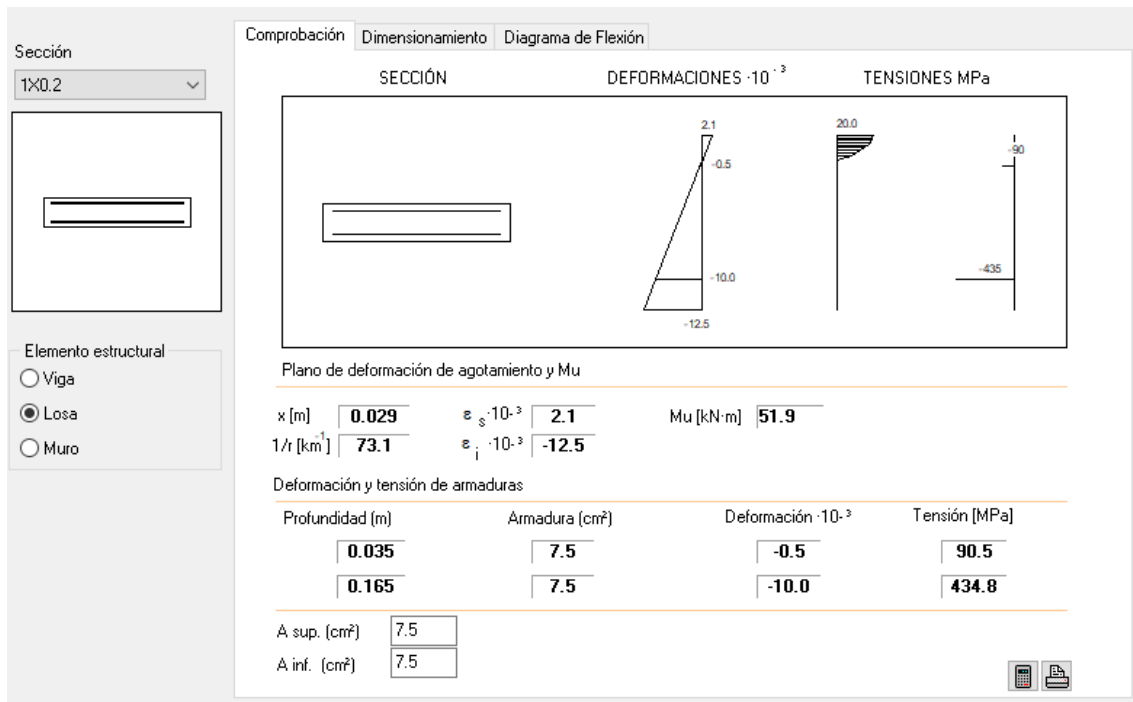 Comprobación Dimensionamiento Diagrama de Flexión
Sección
1X0.2
SECCIÓN DEFORMACIONES ·10⁻³ TENSIONES MPa
2.1 20.0
-90
-0.5
-435
-10.0
-12.5
Elemento estructural
Viga
Losa
Muro
Plano de deformación de agotamiento y Mu
x [m] 0.029 ε s ·10-³ 2.1 Mu [kN·m] 51.9
1/r [km⁻¹] 73.1 ε i ·10-³ -12.5
Deformación y tensión de armaduras
Profundidad (m) Armadura (cm²) Deformación ·10-³ Tensión [MPa]
0.035 7.5 -0.5 90.5
0.165 7.5 -10.0 434.8
A sup. (cm²) 7.5
A inf. (cm²) 7.5